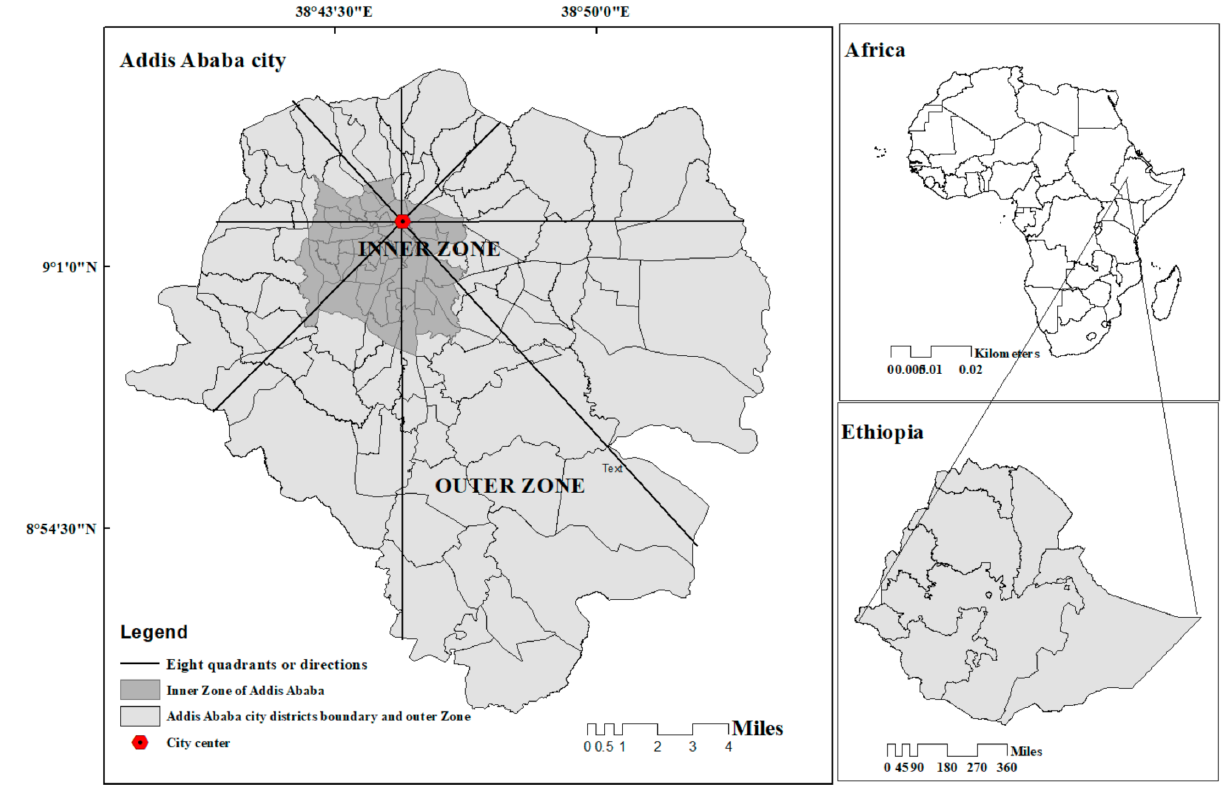 38°43'30"E 38°50'0"E
Addis Ababa city
INNER ZONE
9°1'0"N
Text
OUTER ZONE
8°54'30"N
Legend
Eight quadrants or directions
Inner Zone of Addis Ababa
Addis Ababa city districts boundary and outer Zone
City center
Miles
0 0.5 1 2 3 4
Africa
Kilometers
0 0.005 0.01 0.02
Ethiopia
Miles
0 45 90 180 270 360